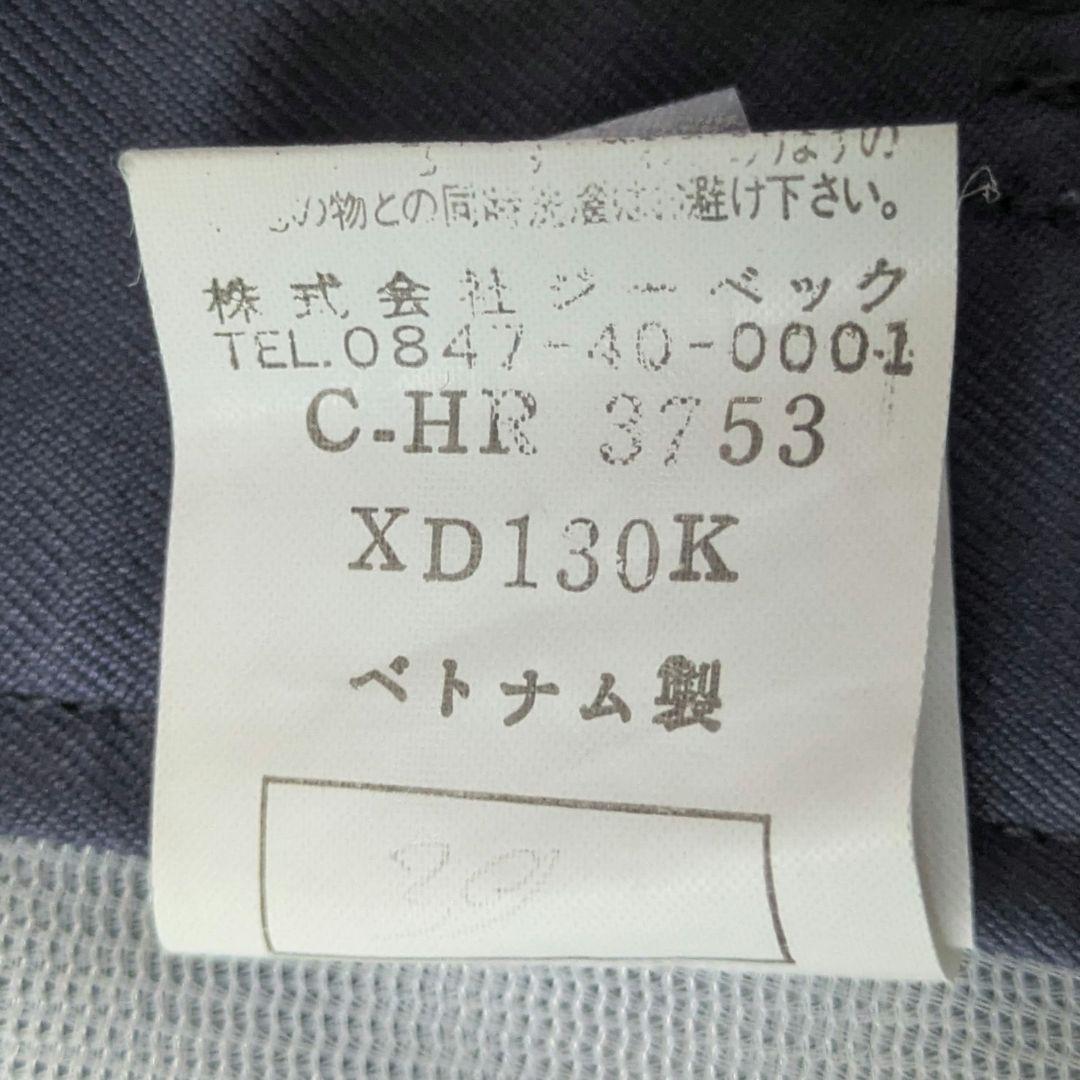 の物との同時洗濯はお避け下さい。
株式会社ジーベック
TEL.0847-40-0001
C-HR 3753
XD130K
ベトナム製